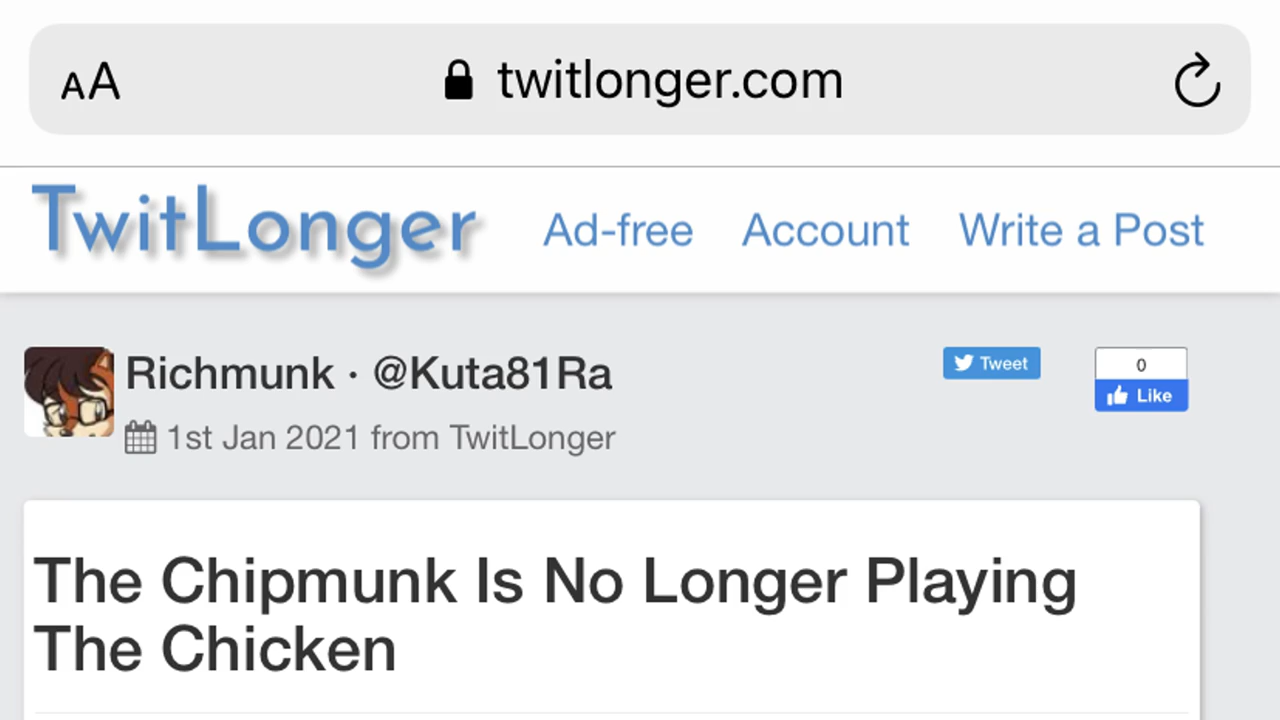 AA twitlonger.com
TwitLonger Ad-free Account Write a Post
Richmunk · @Kuta81Ra Tweet 0
Like
1st Jan 2021 from TwitLonger
The Chipmunk Is No Longer Playing
The Chicken